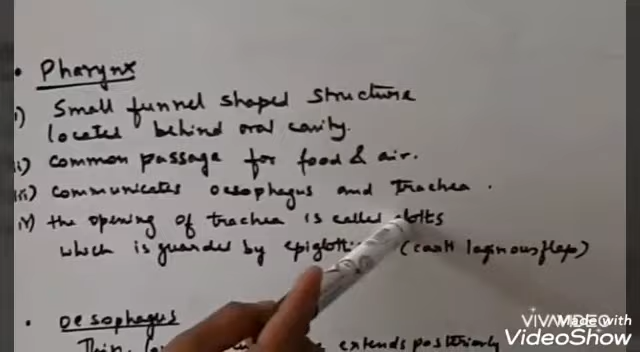 • Pharynx
i) Small funnel shaped structure
located behind oral cavity.
ii) Common passage for food & air.
iii) Communicates oesophagus and trachea.
iv) the opening of trachea is called
which is guarded by (cartilaginous flap)
• Oesophagus
Thin, extends posteriorly
VIVAVIDEO
Made with
VideoShow